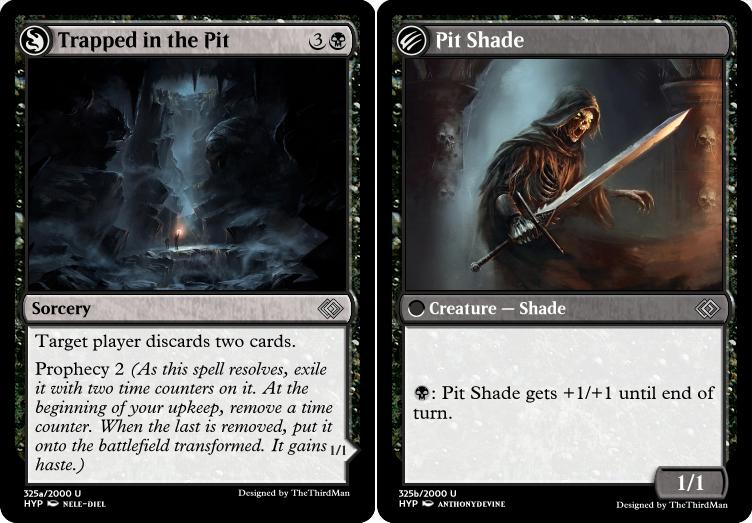 Trapped in the Pit 3
Sorcery
Target player discards two cards.
Prophecy 2 (As this spell resolves, exile
it with two time counters on it. At the
beginning of your upkeep, remove a time
counter. When the last is removed, put it
onto the battlefield transformed. It gains
haste.)
1/1
325a/2000 U
HYP NELE-DIEL
Designed by TheThirdMan
Pit Shade
Creature — Shade
: Pit Shade gets +1/+1 until end of
turn.
1/1
325b/2000 U
HYP ANTHONYDEVINE
Designed by TheThirdMan